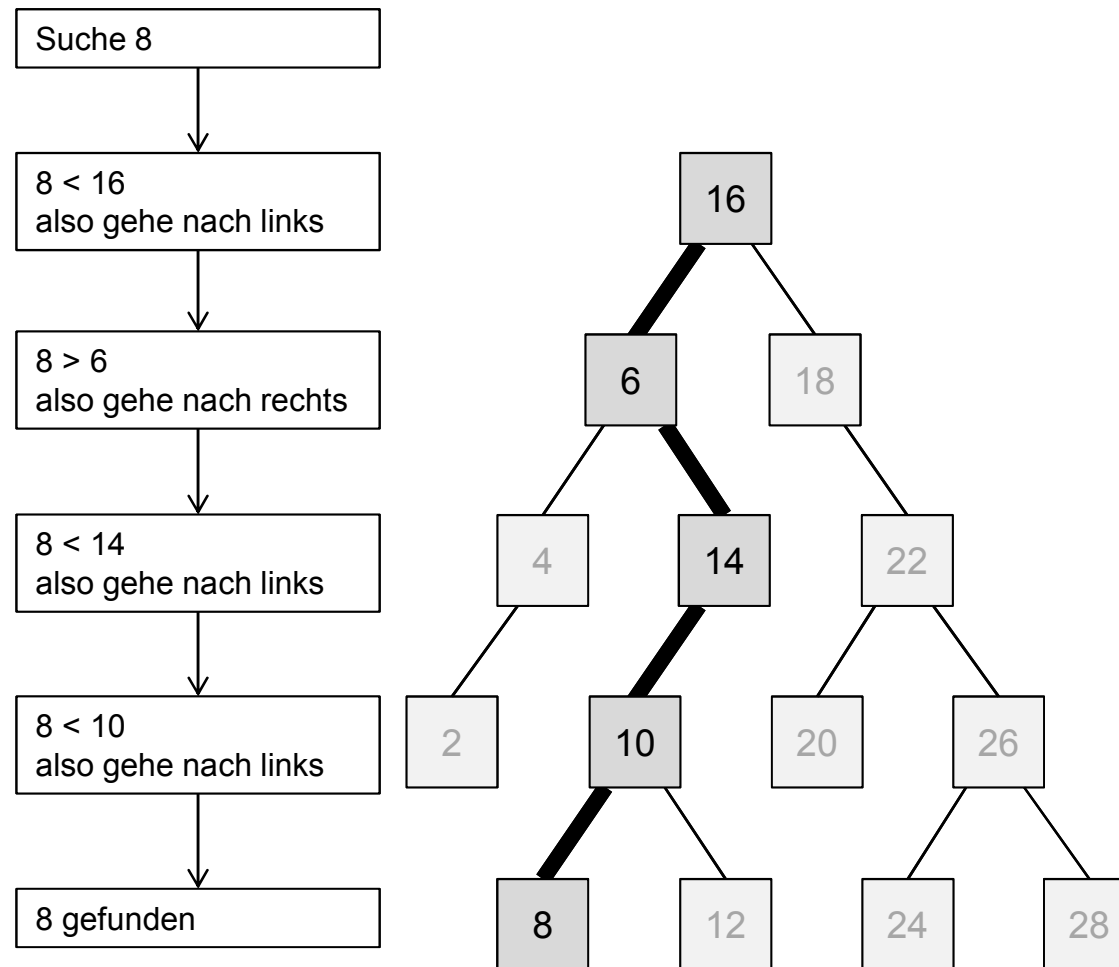 Suche 8
8 < 16
also gehe nach links
8 > 6
also gehe nach rechts
8 < 14
also gehe nach links
8 < 10
also gehe nach links
8 gefunden
16
6
18
4
14
22
2
10
20
26
8
12
24
28